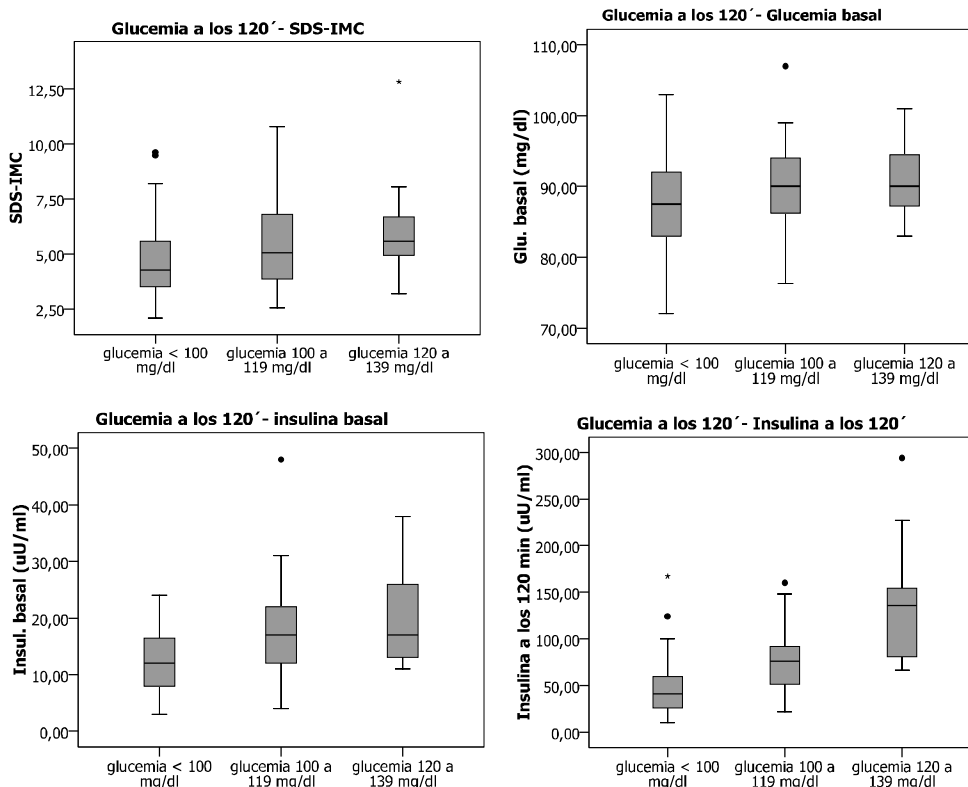 Glucemia a los 120´- SDS-IMC
SDS-IMC
12,50
10,00
7,50
5,00
2,50
glucemia < 100
mg/dl
glucemia 100 a
119 mg/dl
glucemia 120 a
139 mg/dl
Glucemia a los 120´- Glucemia basal
Glu. basal (mg/dl)
110,00
100,00
90,00
80,00
70,00
glucemia < 100
mg/dl
glucemia 100 a
119 mg/dl
glucemia 120 a
139 mg/dl
Glucemia a los 120´- insulina basal
Insul. basal (uU/ml)
50,00
40,00
30,00
20,00
10,00
0,00
glucemia < 100
mg/dl
glucemia 100 a
119 mg/dl
glucemia 120 a
139 mg/dl
Glucemia a los 120´- Insulina a los 120´
Insulina a los 120 min (uU/ml)
300,00
250,00
200,00
150,00
100,00
50,00
0,00
glucemia < 100
mg/dl
glucemia 100 a
119 mg/dl
glucemia 120 a
139 mg/dl